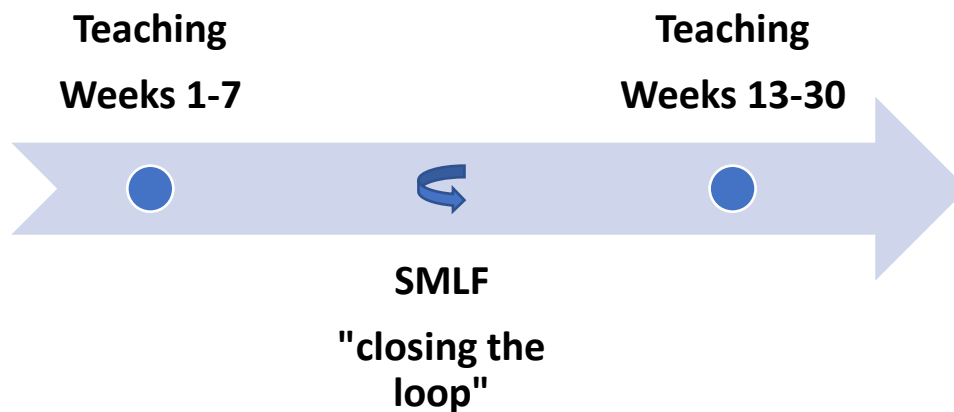 Teaching
Weeks 1-7
Teaching
Weeks 13-30
SMLF
"closing the
loop"